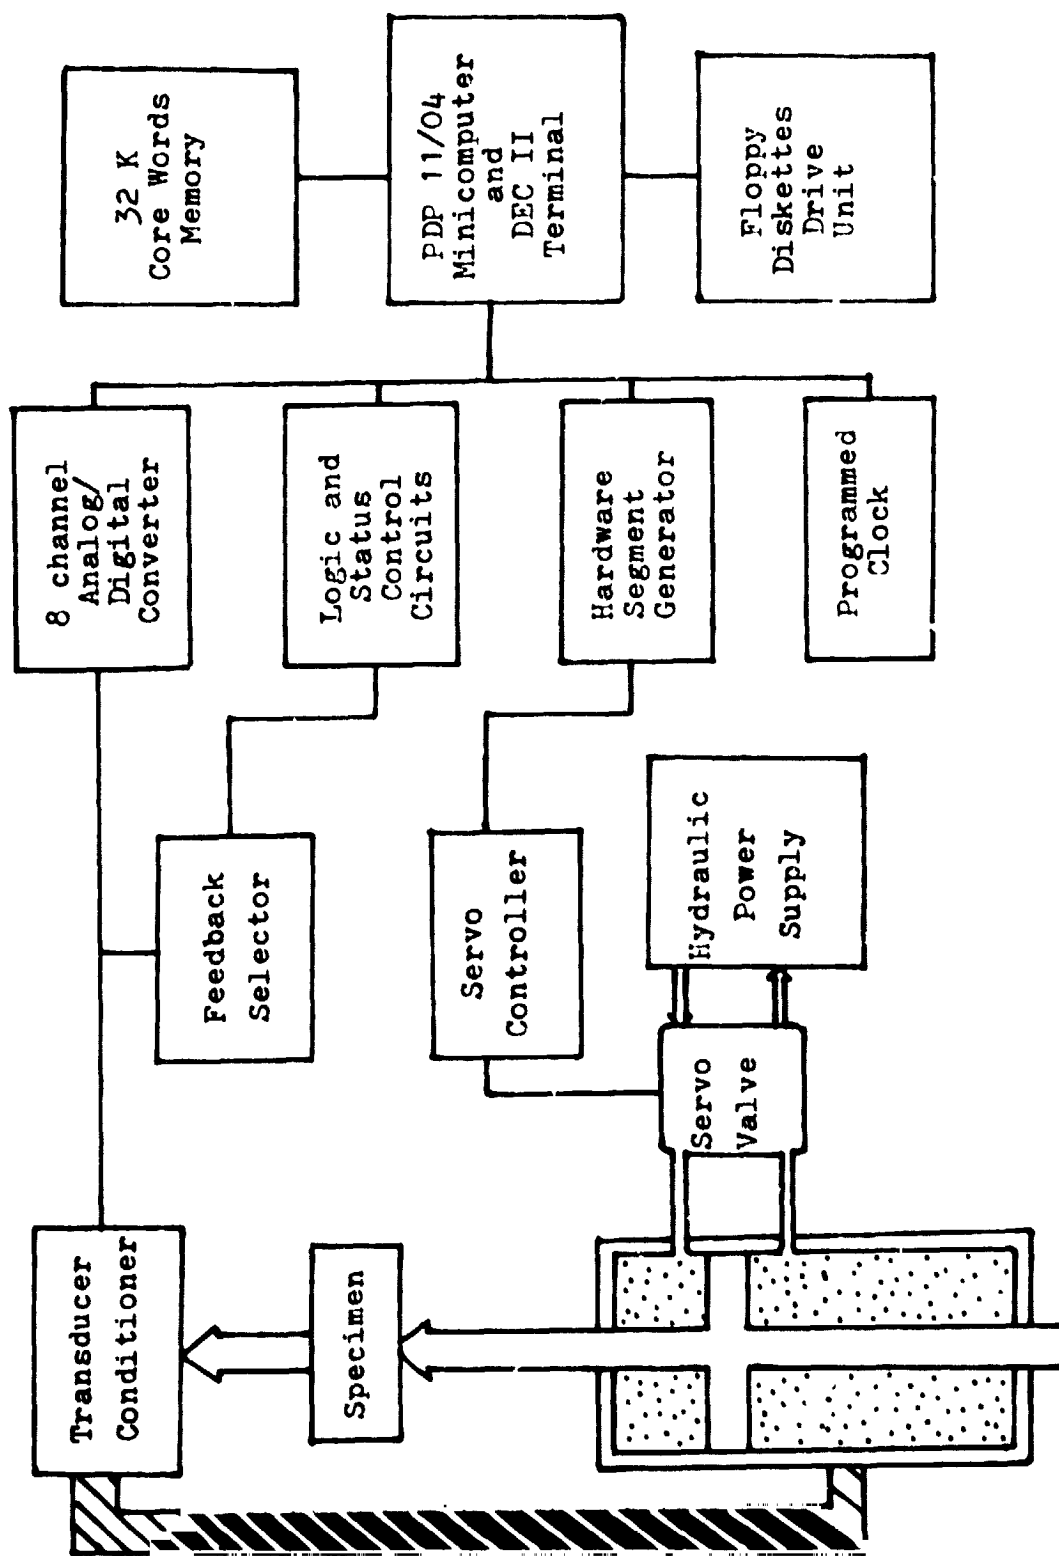 32 K
Core Words
Memory
PDP 11/04
Minicomputer
and
DEC II
Terminal
Floppy
Diskettes
Drive
Unit
8 channel
Analog/
Digital
Converter
Logic and
Status
Control
Circuits
Hardware
Segment
Generator
Programmed
Clock
Feedback
Selector
Servo
Controller
Hydraulic
Power
Supply
Servo
Valve
Transducer
Conditioner
Specimen